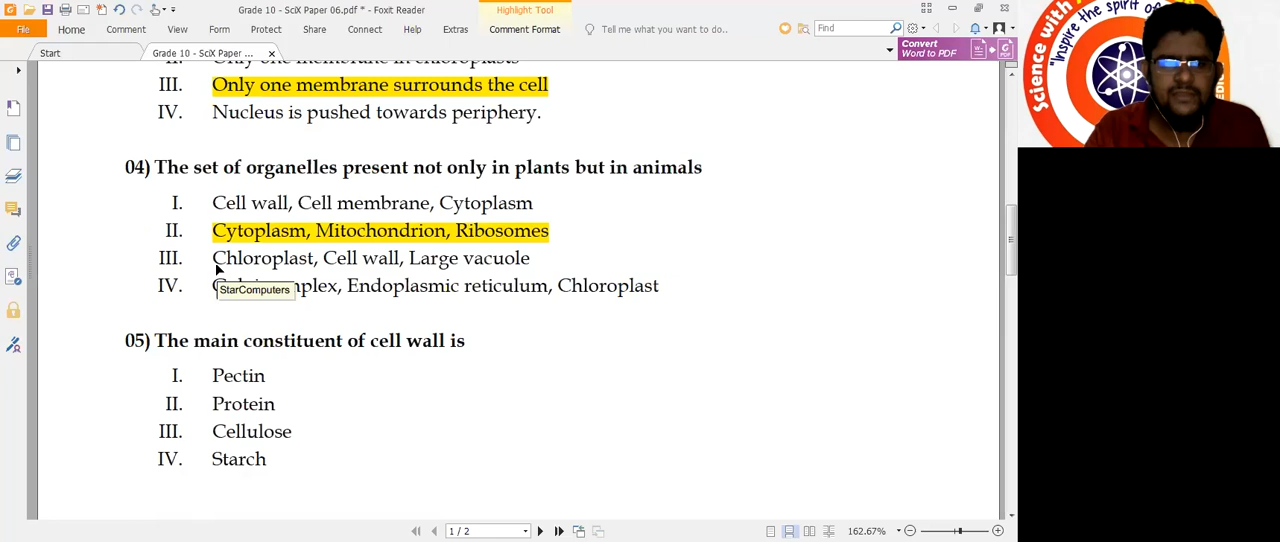 Grade 10 - SciX Paper 06.pdf * - Foxit Reader
Highlight Tool
File Home Comment View Form Protect Share Connect Help Extras Comment Format Tell me what you want to do.. Find
Start Grade 10 - SciX Paper ... Convert
Word to PDF
Only one membrane in chloroplasts
III. Only one membrane surrounds the cell
IV. Nucleus is pushed towards periphery.
04) The set of organelles present not only in plants but in animals
I. Cell wall, Cell membrane, Cytoplasm
II. Cytoplasm, Mitochondrion, Ribosomes
III. Chloroplast, Cell wall, Large vacuole
IV. Endoplasmic reticulum, Chloroplast
StarComputers
05) The main constituent of cell wall is
I. Pectin
II. Protein
III. Cellulose
IV. Starch
1 / 2 162.67%
Science with
"Inspire the spirit of